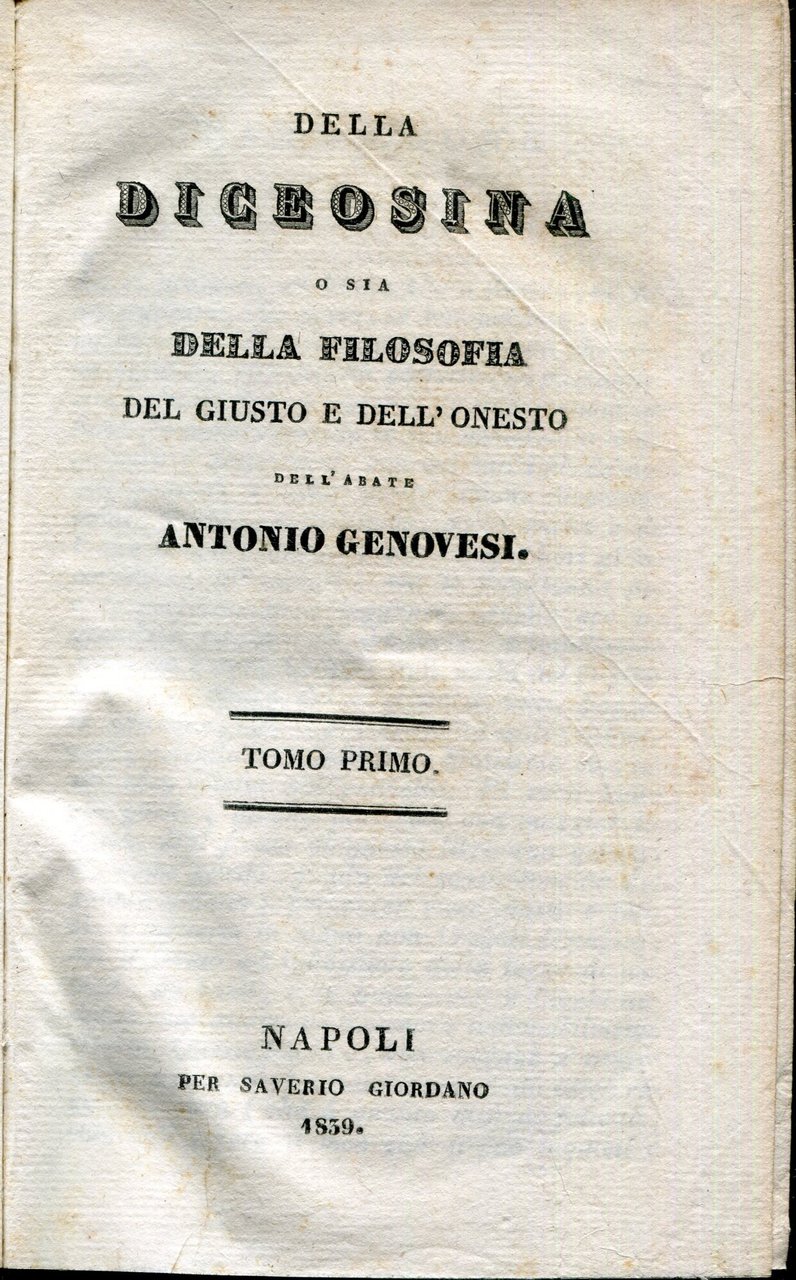 DELLA
DICEOSINA
O SIA
DELLA FILOSOFIA
DEL GIUSTO E DELL' ONESTO
DELL'ABATE
ANTONIO GENOVESI.
TOMO PRIMO.
NAPOLI
PER SAVERIO GIORDANO
1839.